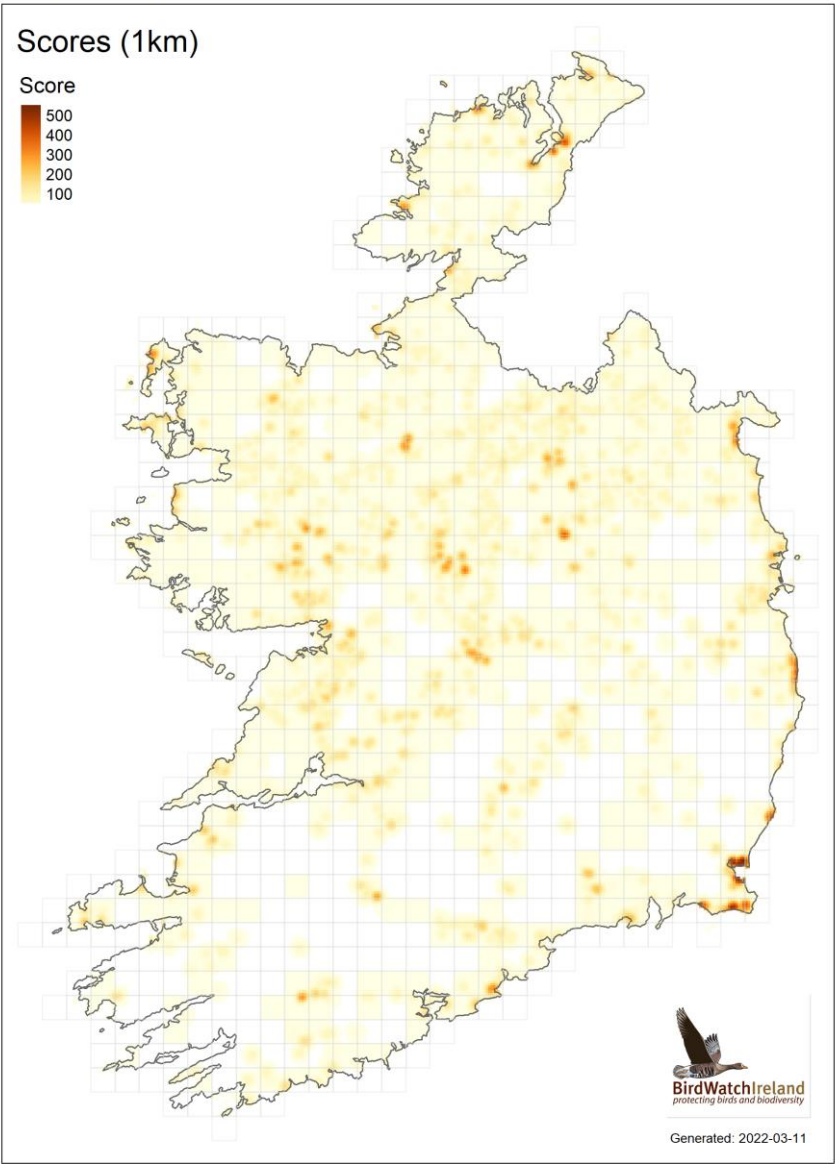 Scores (1km)
Score
500
400
300
200
100
BirdWatchIreland
protecting birds and biodiversity
Generated: 2022-03-11